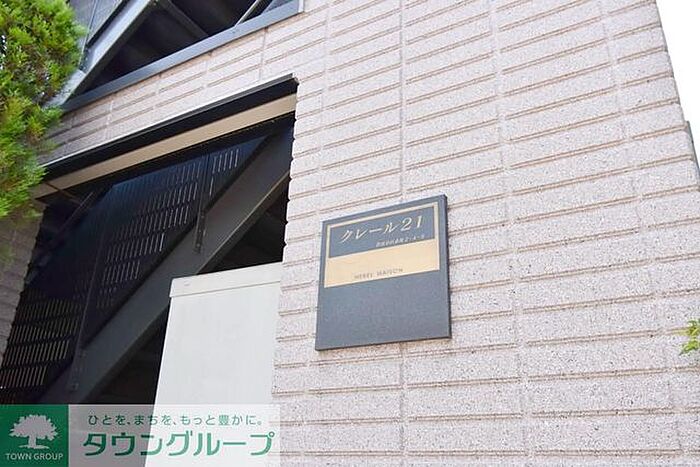 クレール21
HEBEL MAISON
TOWN GROUP
ひとを、まちを、もっと豊かに。
タウングループ